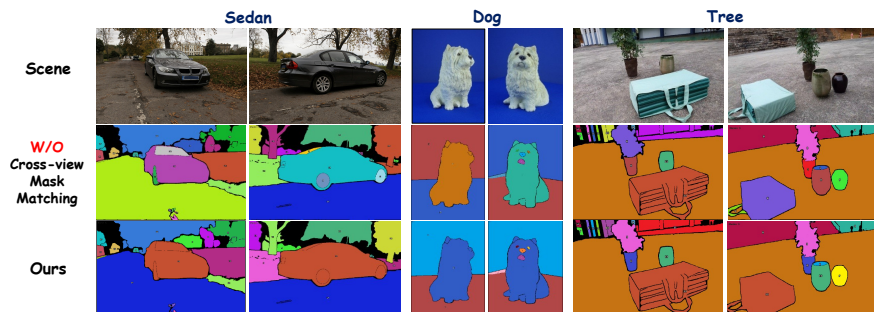 Sedan Dog Tree
Scene
W/O
Cross-view
Mask
Matching
Ours